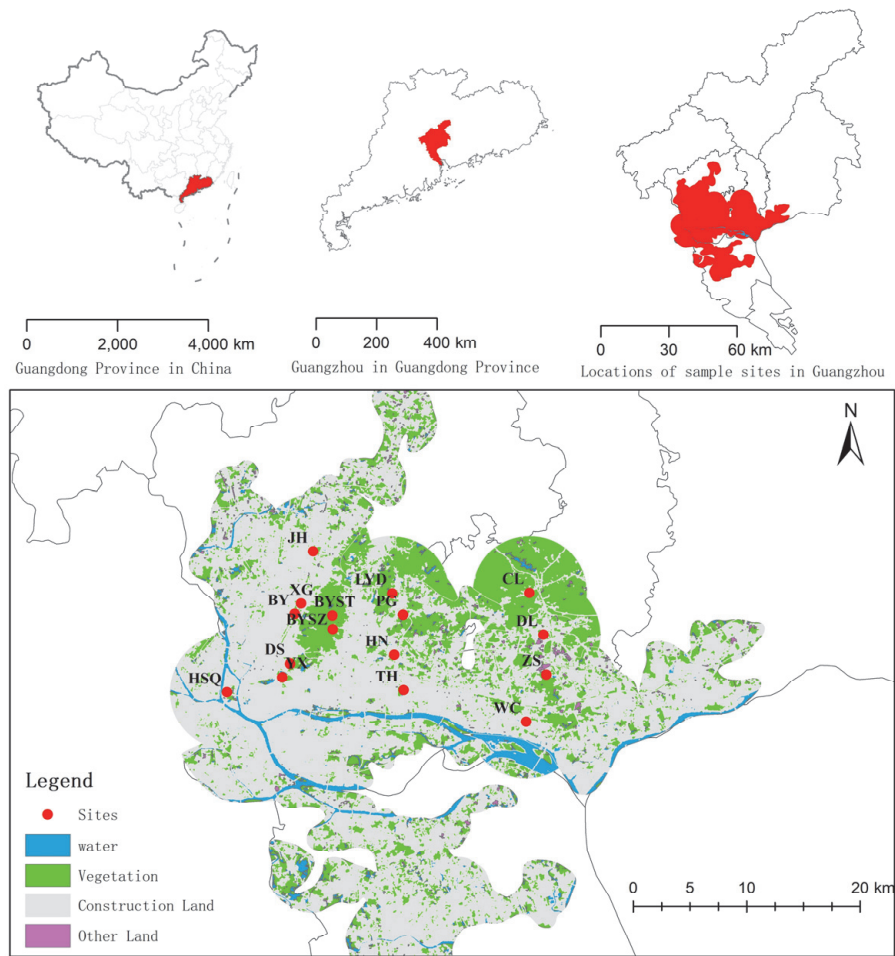 0 2,000 4,000 km
Guangdong Province in China
0 200 400 km
Guangzhou in Guangdong Province
0 30 60 km
Locations of sample sites in Guangzhou
N
JH
LYD
CL
XG
BY
BYST
PG
BYSZ
DL
HN
DS
YX
ZS
HSQ
TH
WC
Legend
Sites
water
Vegetation
Construction Land
Other Land
0 5 10 20 km